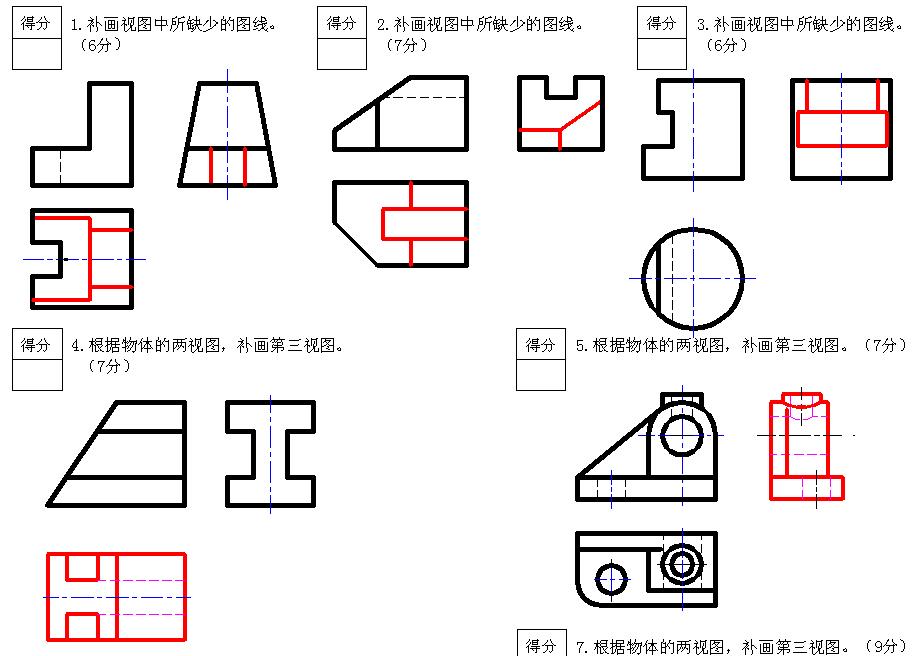 得分
1.补画视图中所缺少的图线。
（6分）
得分
2.补画视图中所缺少的图线。
（7分）
得分
3.补画视图中所缺少的图线。
（6分）
得分
4.根据物体的两视图，补画第三视图。
（7分）
得分
5.根据物体的两视图，补画第三视图。（7分）
得分
7.根据物体的两视图，补画第三视图。（9分）